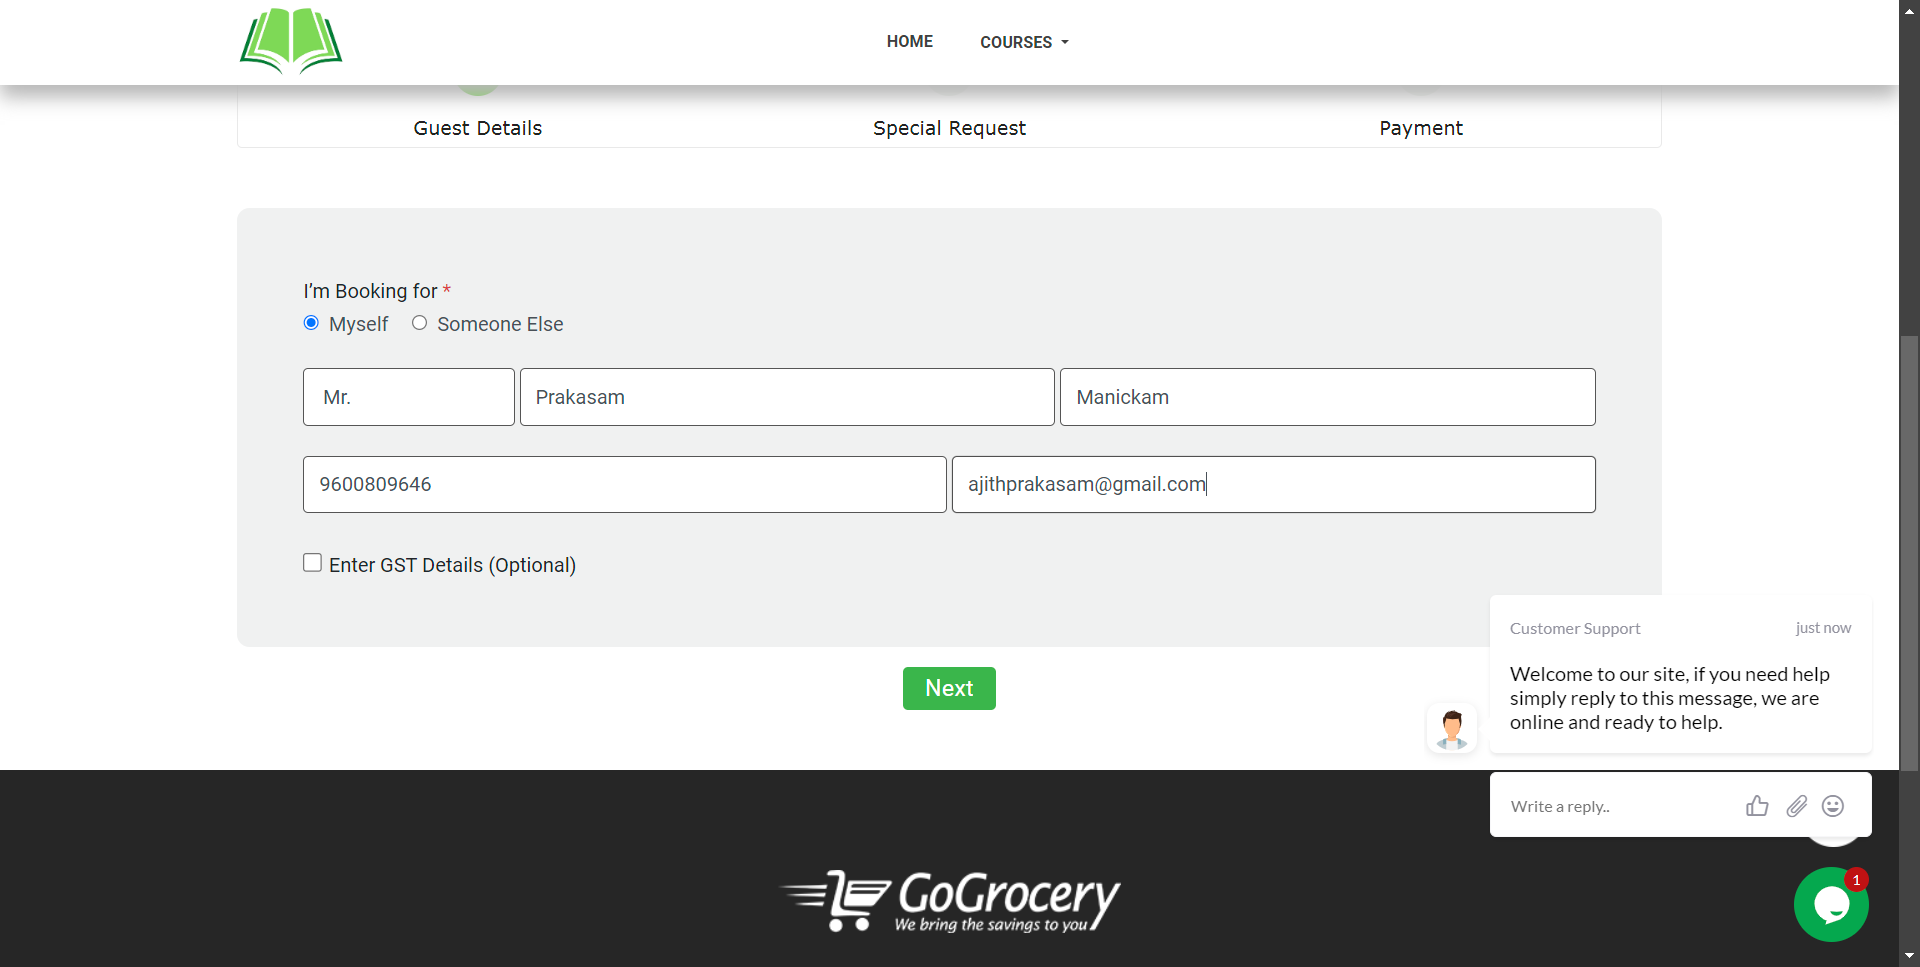 HOME
COURSES
Guest Details
Special Request
Payment
I'm Booking for *
Myself
Someone Else
Mr.
Prakasam
Manickam
9600809646
ajithprakasam@gmail.com
Enter GST Details (Optional)
Next
Customer Support
just now
Welcome to our site, if you need help
simply reply to this message, we are
online and ready to help.
Write a reply..
1
GoGrocery
We bring the savings to you